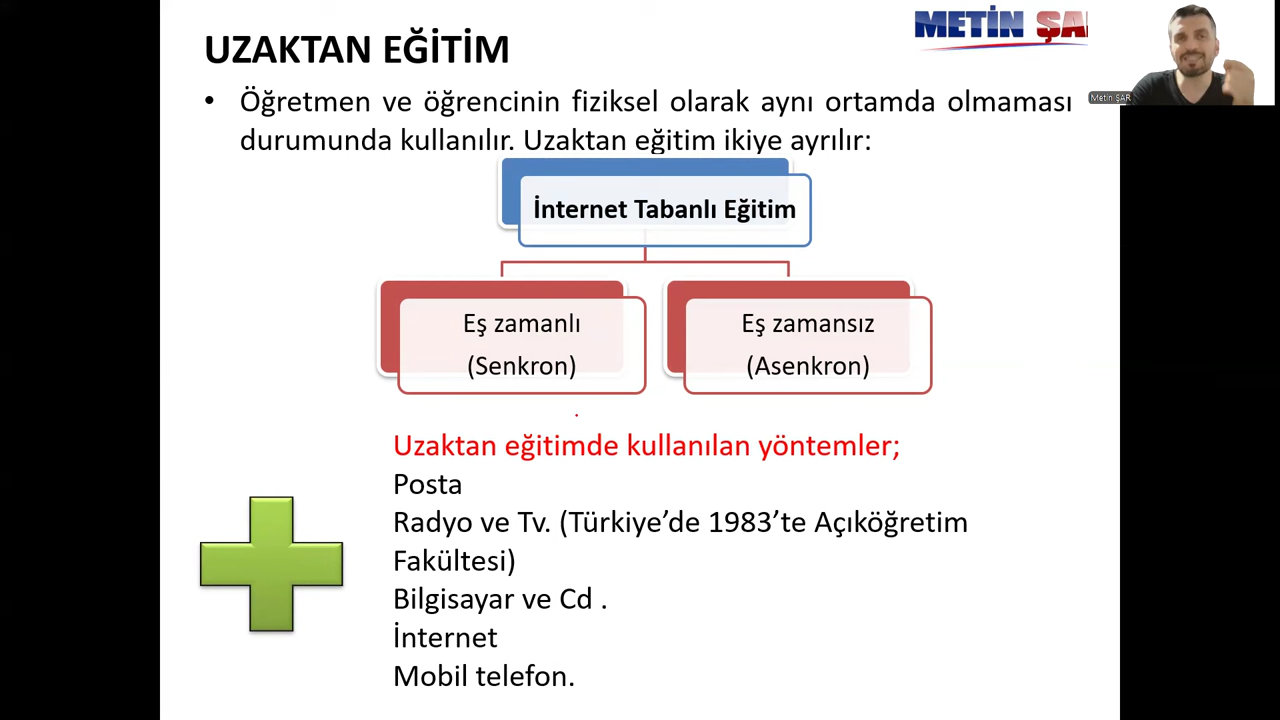 UZAKTAN EĞİTİM
METİN ŞA
Metin ŞAR
• Öğretmen ve öğrencinin fiziksel olarak aynı ortamda olmaması
durumunda kullanılır. Uzaktan eğitim ikiye ayrılır:
İnternet Tabanlı Eğitim
Eş zamanlı
(Senkron)
Eş zamansız
(Asenkron)
Uzaktan eğitimde kullanılan yöntemler;
Posta
Radyo ve Tv. (Türkiye’de 1983’te Açıköğretim
Fakültesi)
Bilgisayar ve Cd .
İnternet
Mobil telefon.